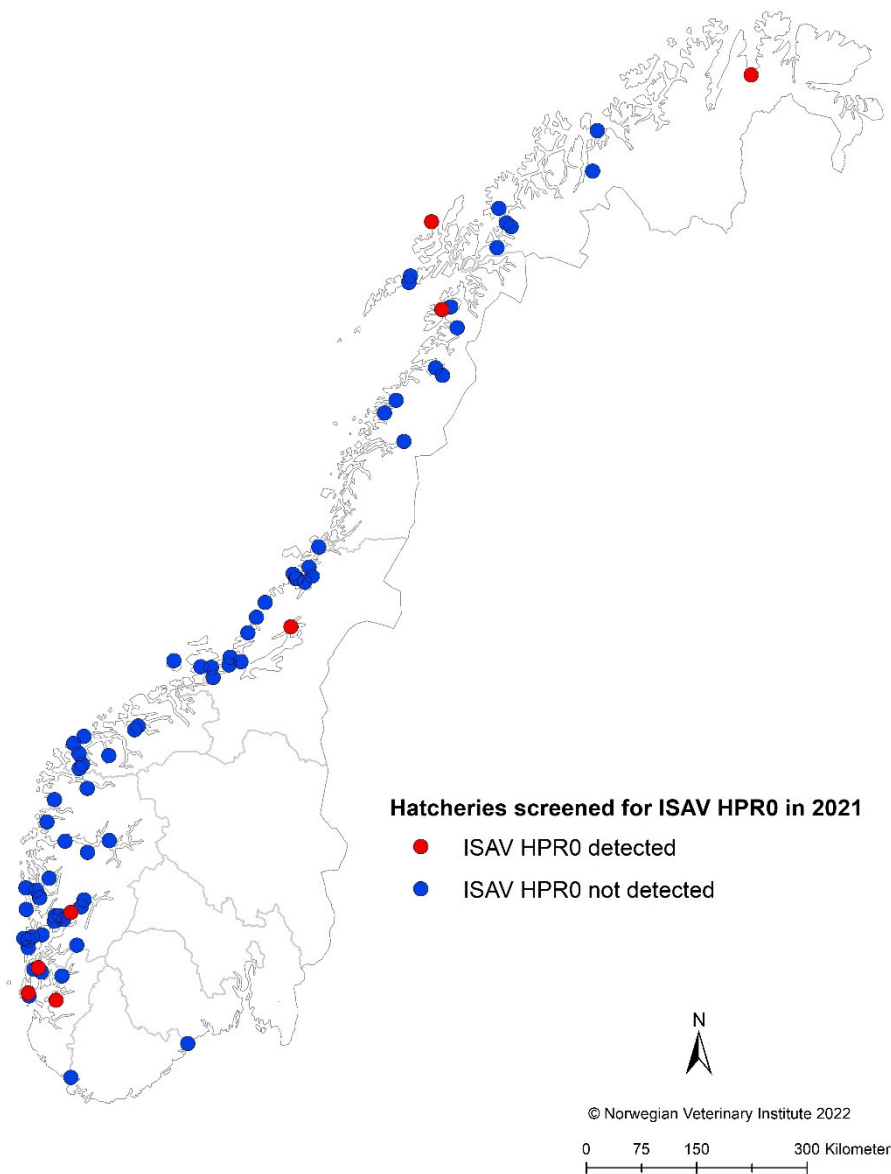 Hatcheries screened for ISAV HPR0 in 2021
ISAV HPR0 detected
ISAV HPR0 not detected
N
© Norwegian Veterinary Institute 2022
0 75 150 300 Kilometer